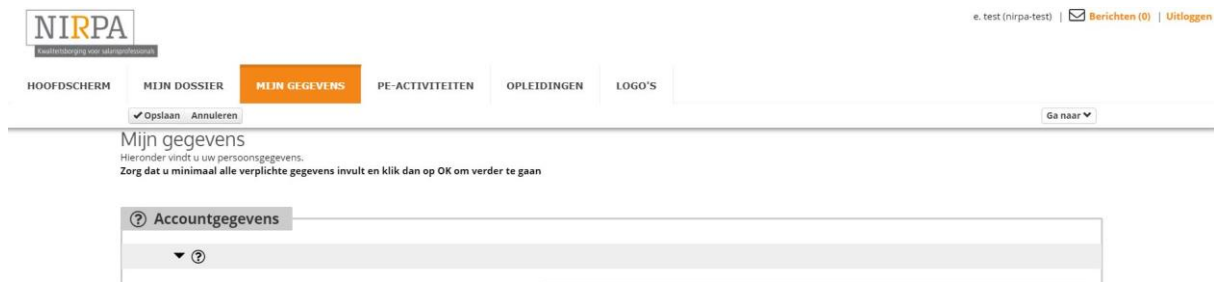 e. test (nirpa-test) | Berichten (0) | Uitloggen
NIRPA
Kwaliteitsborging voor salarisprofessionals
HOOFDSCHERM MIJN DOSSIER MIJN GEGEVENS PE-ACTIVITEITEN OPLEIDINGEN LOGO'S
Opslaan Annuleren Ga naar
Mijn gegevens
Hieronder vindt u uw persoonsgegevens.
Zorg dat u minimaal alle verplichte gegevens invult en klik dan op OK om verder te gaan
? Accountgegevens
?